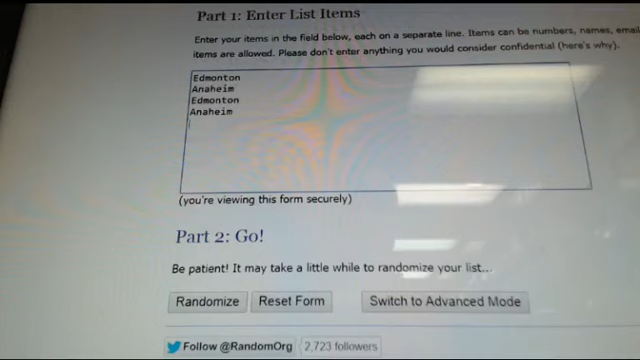 Part 1: Enter List Items
Enter your items in the field below, each on a separate line. Items can be numbers, names, email
items are allowed. Please don't enter anything you would consider confidential (here's why).
Edmonton
Anaheim
Edmonton
Anaheim
(you're viewing this form securely)
Part 2: Go!
Be patient! It may take a little while to randomize your list...
Randomize Reset Form Switch to Advanced Mode
Follow @RandomOrg 2,723 followers